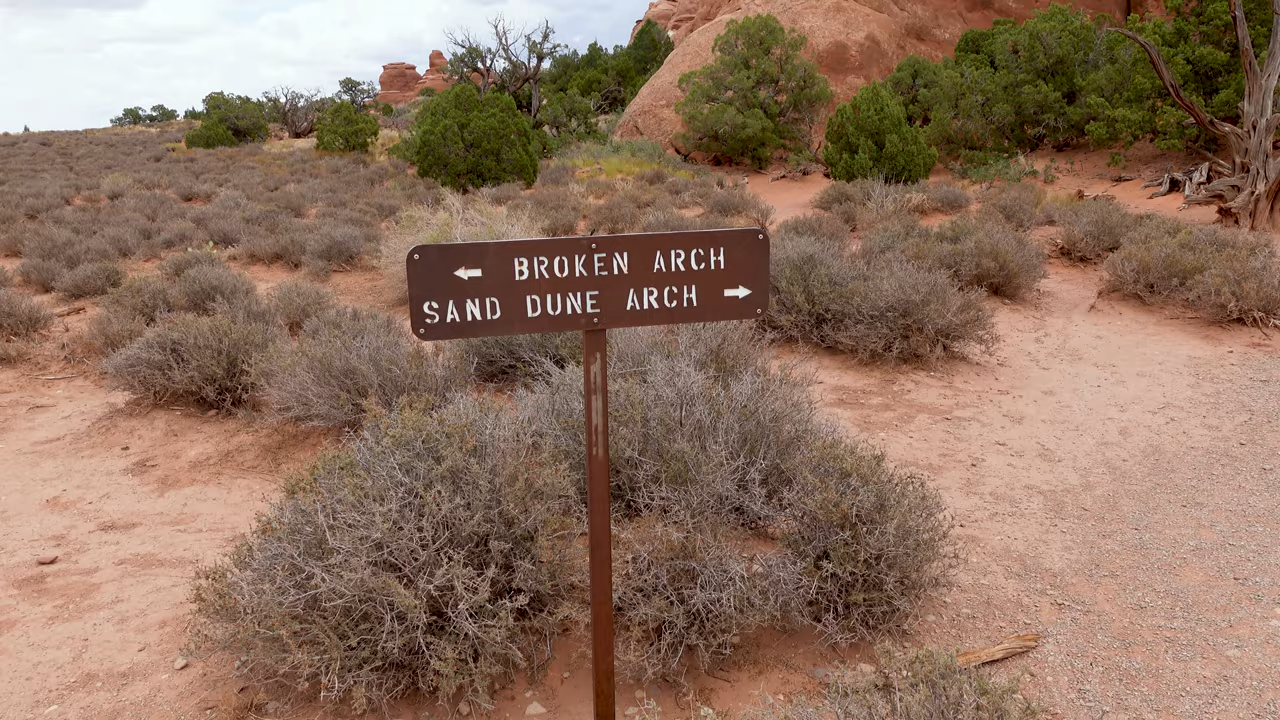 ← BROKEN ARCH
SAND DUNE ARCH →